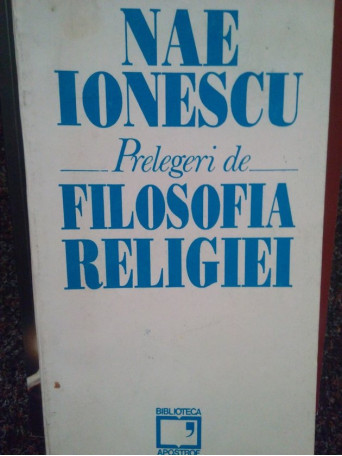 NAE
IONESCU
Prelegeri de
FILOSOFIA
RELIGIEI
BIBLIOTECA
APOSTROF